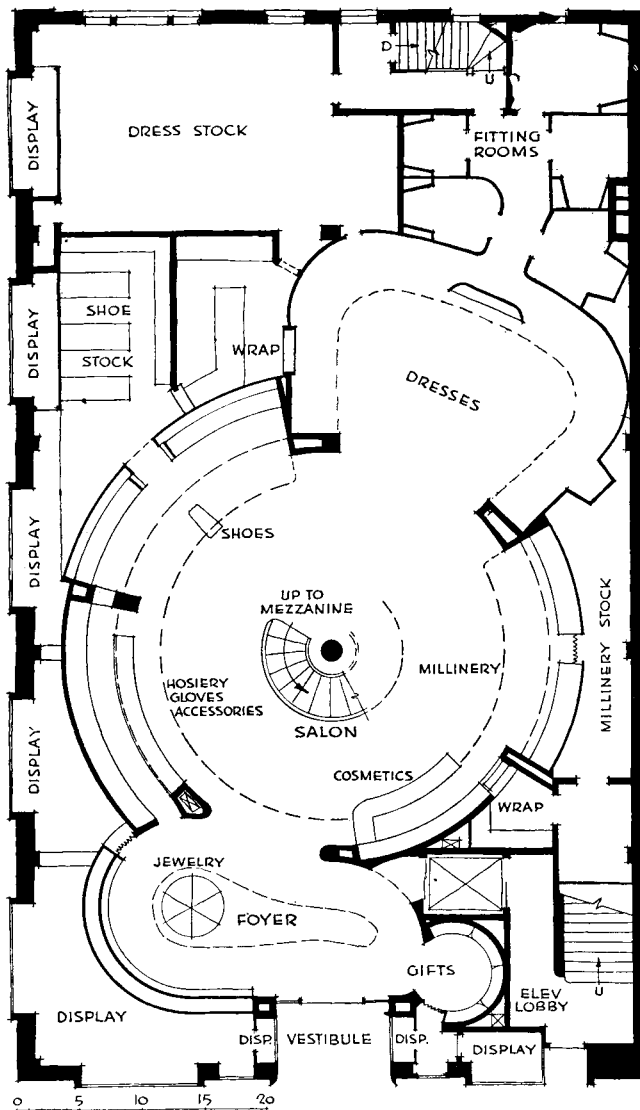 D
U
DISPLAY
DRESS STOCK
FITTING
ROOMS
DISPLAY
SHOE
STOCK
WRAP
DRESSES
DISPLAY
SHOES
UP TO
MEZZANINE
MILLINERY STOCK
HOSIERY
GLOVES
ACCESSORIES
MILLINERY
SALON
DISPLAY
COSMETICS
WRAP
JEWELRY
FOYER
GIFTS
U
ELEV
LOBBY
DISPLAY
DISP.
VESTIBULE
DISP.
DISPLAY
0 5 10 15 20